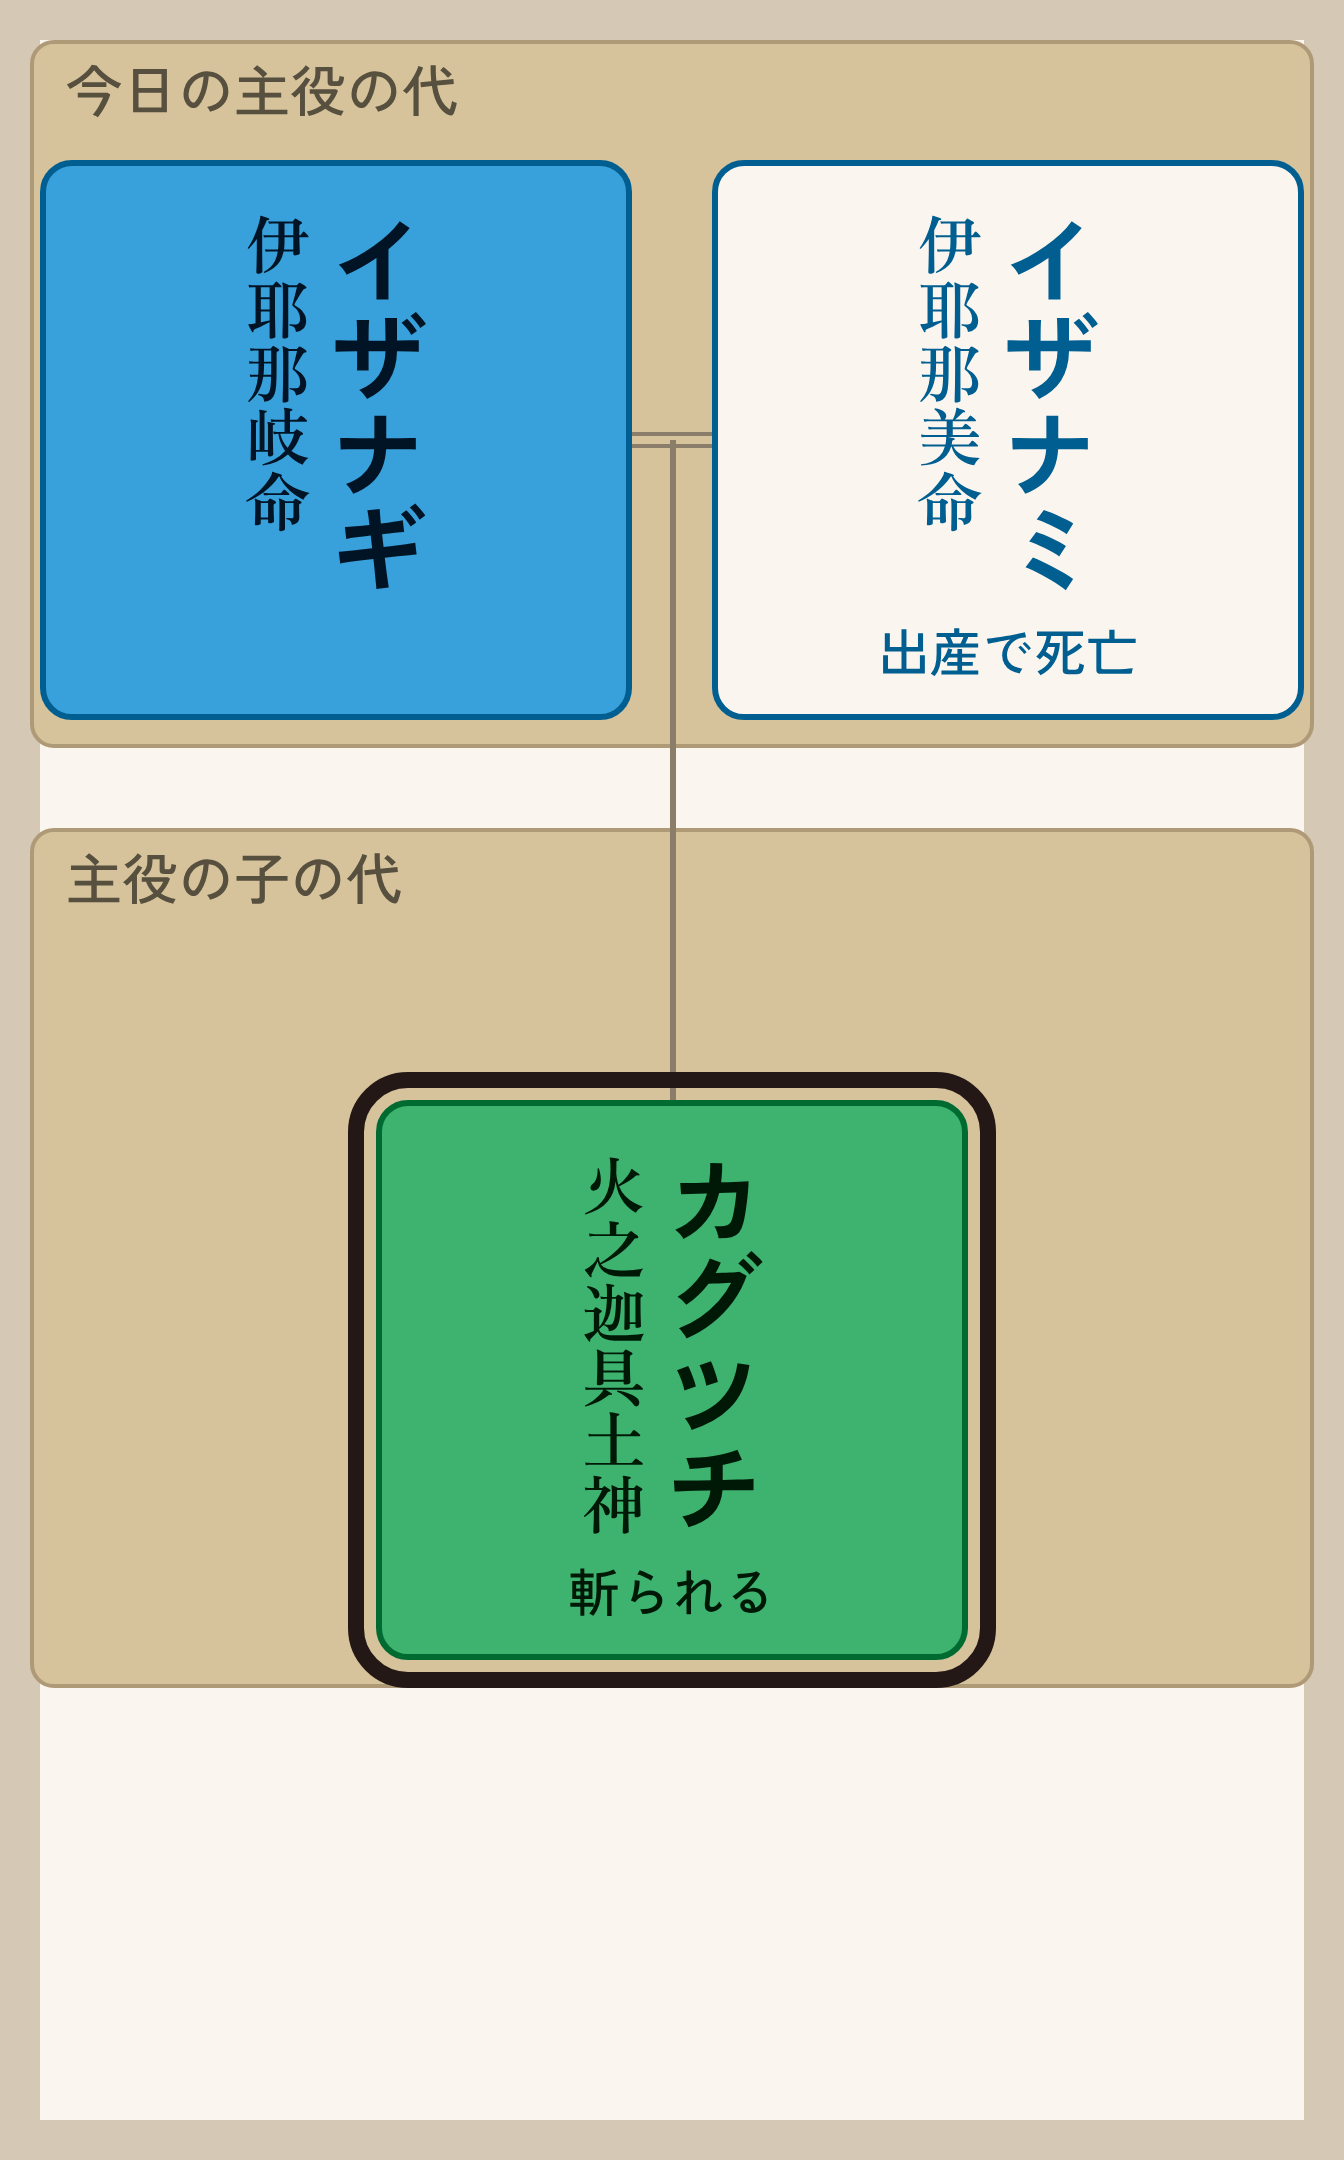 今日の主役の代
イザナギ
伊耶那岐命
イザナミ
伊耶那美命
出産で死亡
主役の子の代
カグツチ
火之迦具土神
斬られる